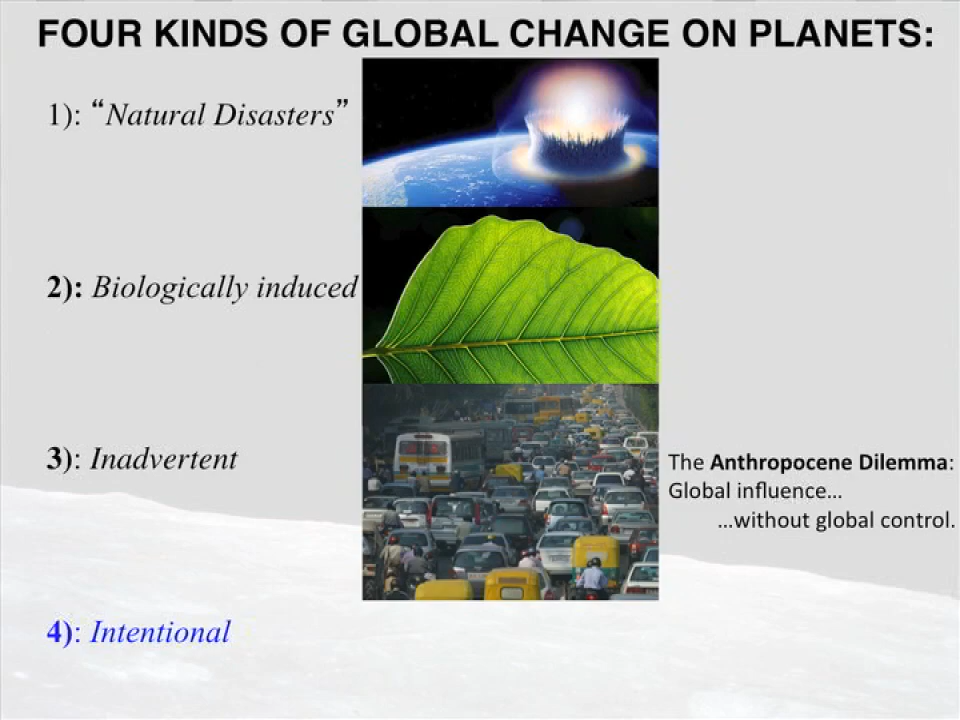 FOUR KINDS OF GLOBAL CHANGE ON PLANETS:
1): “Natural Disasters”
2): Biologically induced
3): Inadvertent
The Anthropocene Dilemma:
Global influence…
…without global control.
4): Intentional